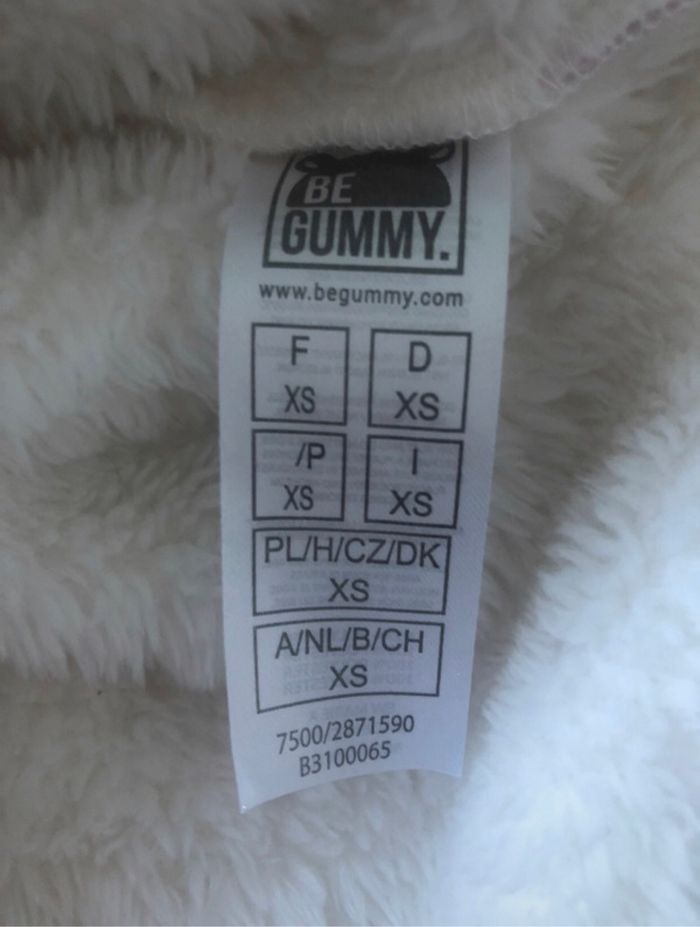 BE
GUMMY.
www.begummy.com
F D
XS XS
/P I
XS XS
PL/H/CZ/DK
XS
A/NL/B/CH
XS
7500/2871590
B3100065